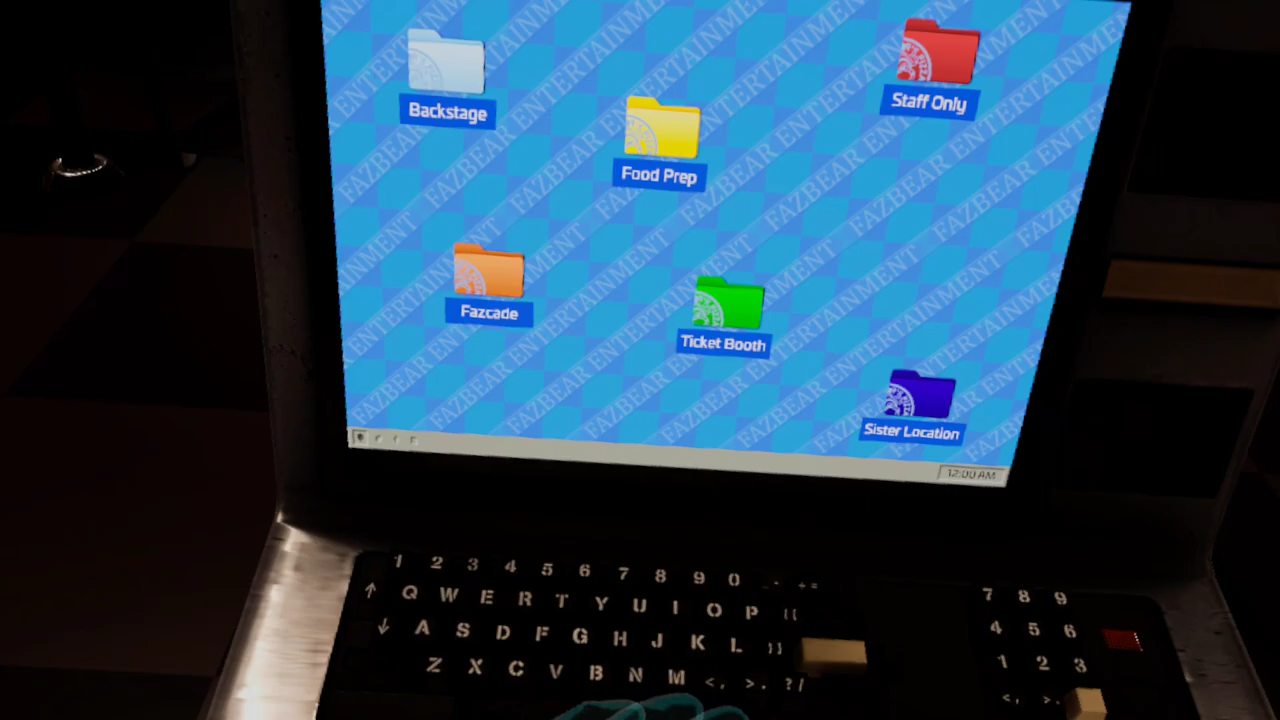 FAZBEAR ENTERTAINMENT
Backstage
Staff Only
Food Prep
Fazcade
Ticket Booth
Sister Location
12:00 AM
1 2 3 4 5 6 7 8 9 0
Q W E R T Y U I O P
A S D F G H J K L
Z X C V B N M <, >. ?/
7 8 9
4 5 6
1 2 3
<, >.